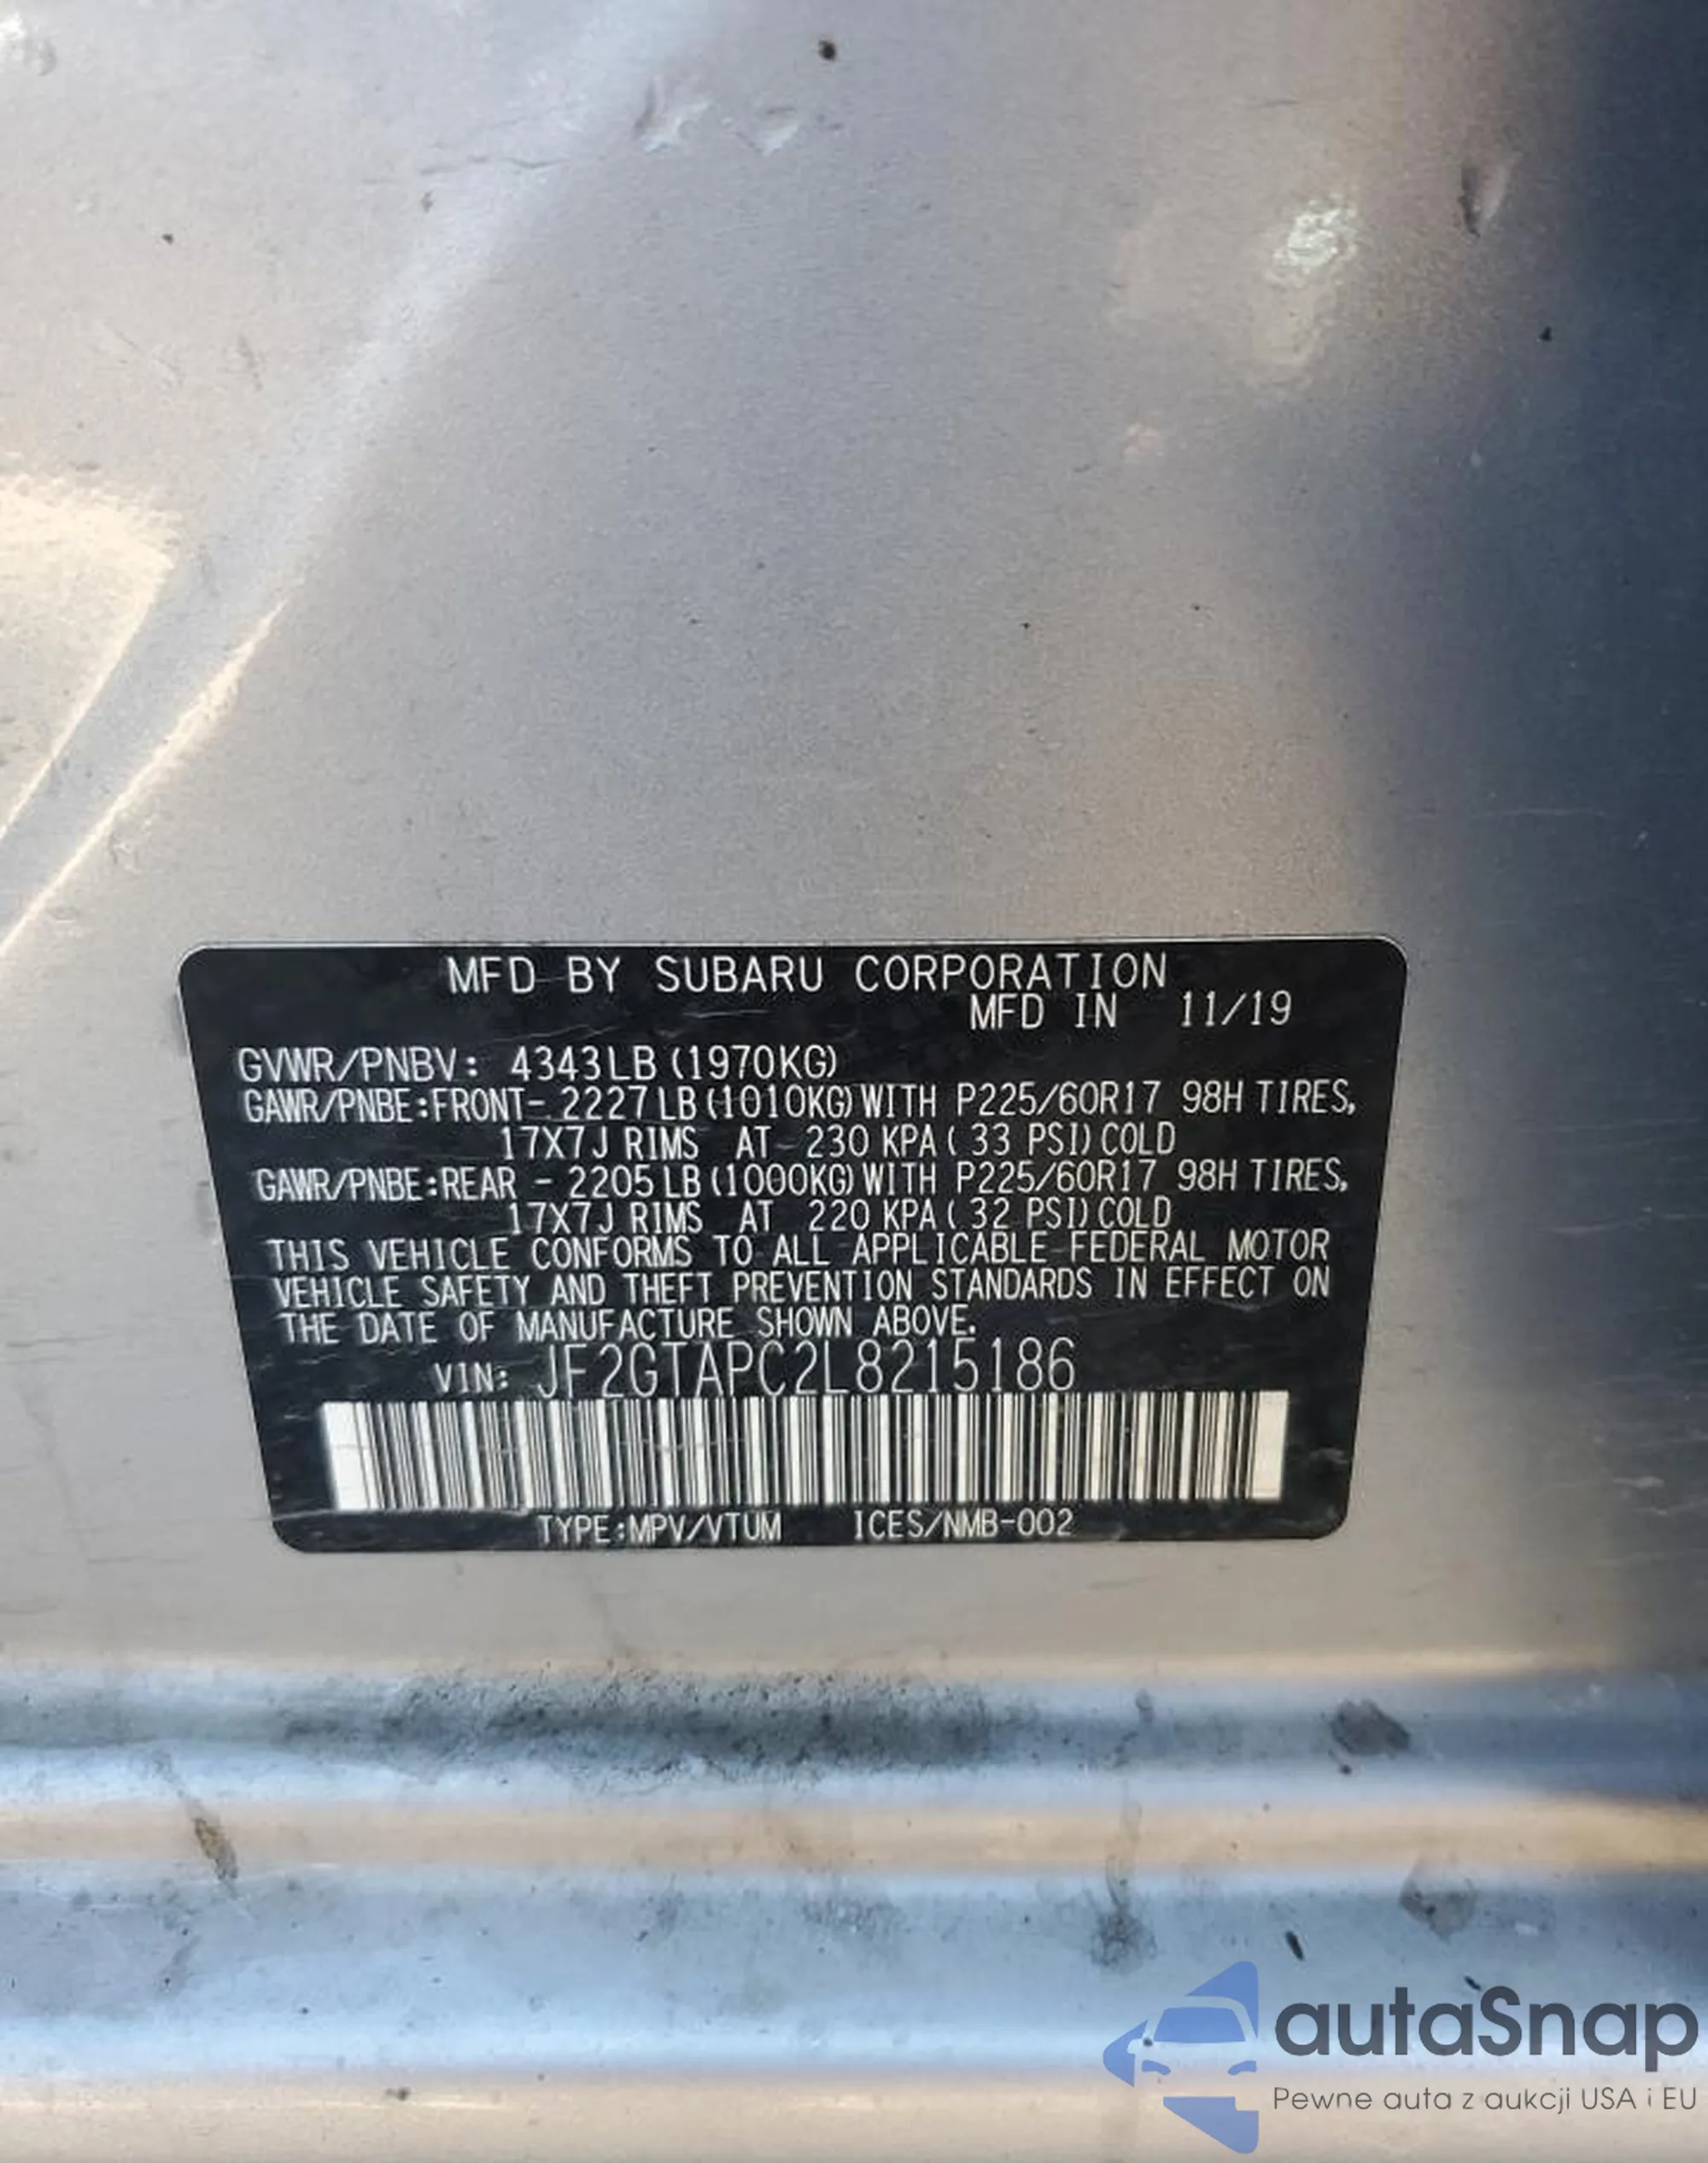 MFD BY SUBARU CORPORATION
MFD IN 11/19
GVWR/PNBV: 4343LB (1970KG)
GAWR/PNBE:FRONT- 2227LB (1010KG) WITH P225/60R17 98H TIRES,
17X7J RIMS AT 230 KPA ( 33 PSI) COLD
GAWR/PNBE:REAR - 2205LB (1000KG) WITH P225/60R17 98H TIRES,
17X7J RIMS AT 220 KPA ( 32 PSI) COLD
THIS VEHICLE CONFORMS TO ALL APPLICABLE FEDERAL MOTOR
VEHICLE SAFETY AND THEFT PREVENTION STANDARDS IN EFFECT ON
THE DATE OF MANUFACTURE SHOWN ABOVE.
VIN: JF2GTAPC2L8215186
TYPE:MPV/VTUM ICES/NMB-002
autaSnap
Pewne auta z aukcji USA i EU